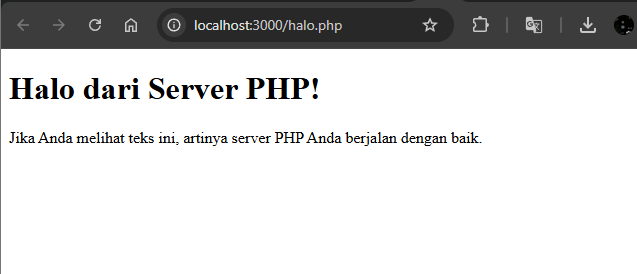 localhost:3000/halo.php
Halo dari Server PHP!
Jika Anda melihat teks ini, artinya server PHP Anda berjalan dengan baik.